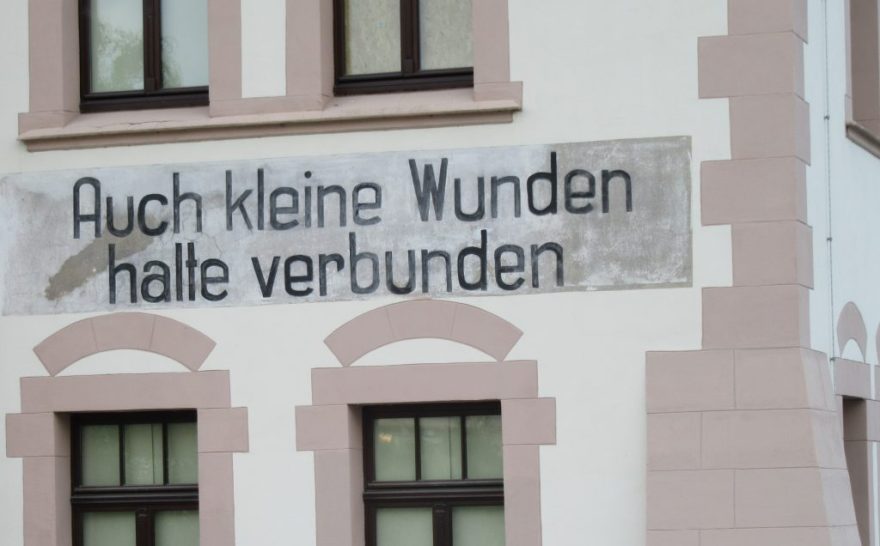 Auch kleine Wunden
halte verbunden